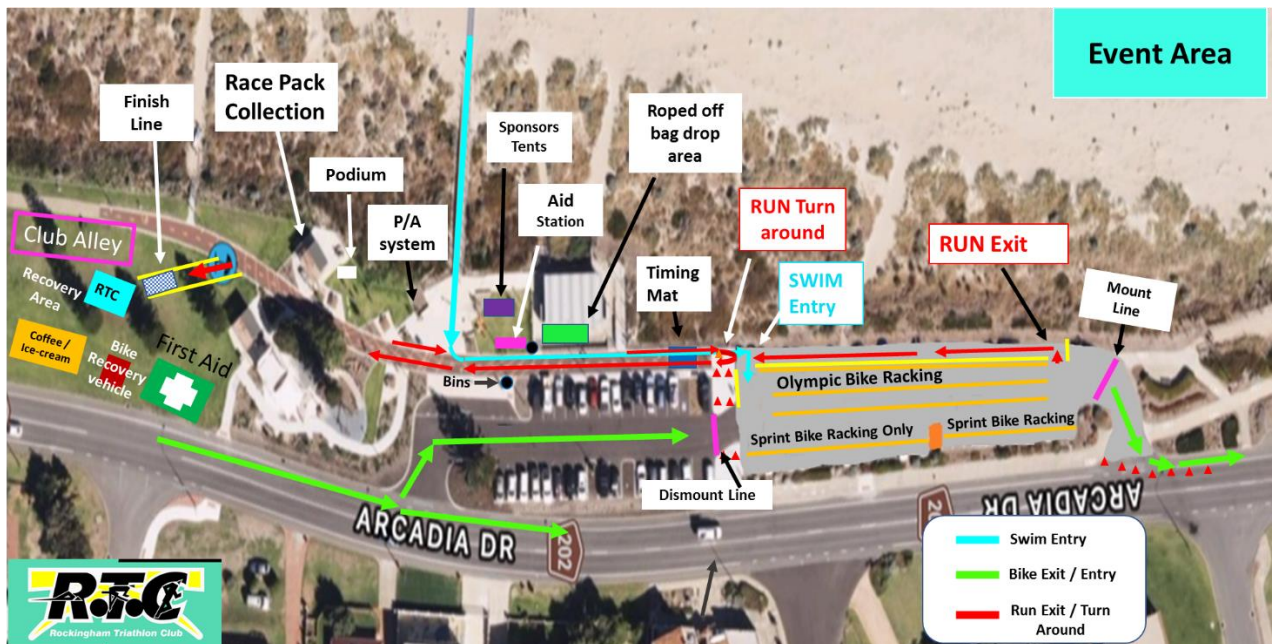 Event Area
Race Pack
Collection
Finish
Line
Sponsors
Tents
Roped off
bag drop
area
Podium
Aid
Station
P/A
system
RUN Turn
around
RUN Exit
Club Alley
Timing
Mat
SWIM
Entry
Mount
Line
RTC
Recovery
Area
Coffee /
Ice-cream
Bike
Recovery
vehicle
First Aid
Bins
Olympic Bike Racking
Sprint Bike Racking Only
Sprint Bike Racking
Dismount Line
ARCADIA DR
202
ARCADIA DR
20
Swim Entry
Bike Exit / Entry
Run Exit / Turn
Around
R.T.C
Rockingham Triathlon Club